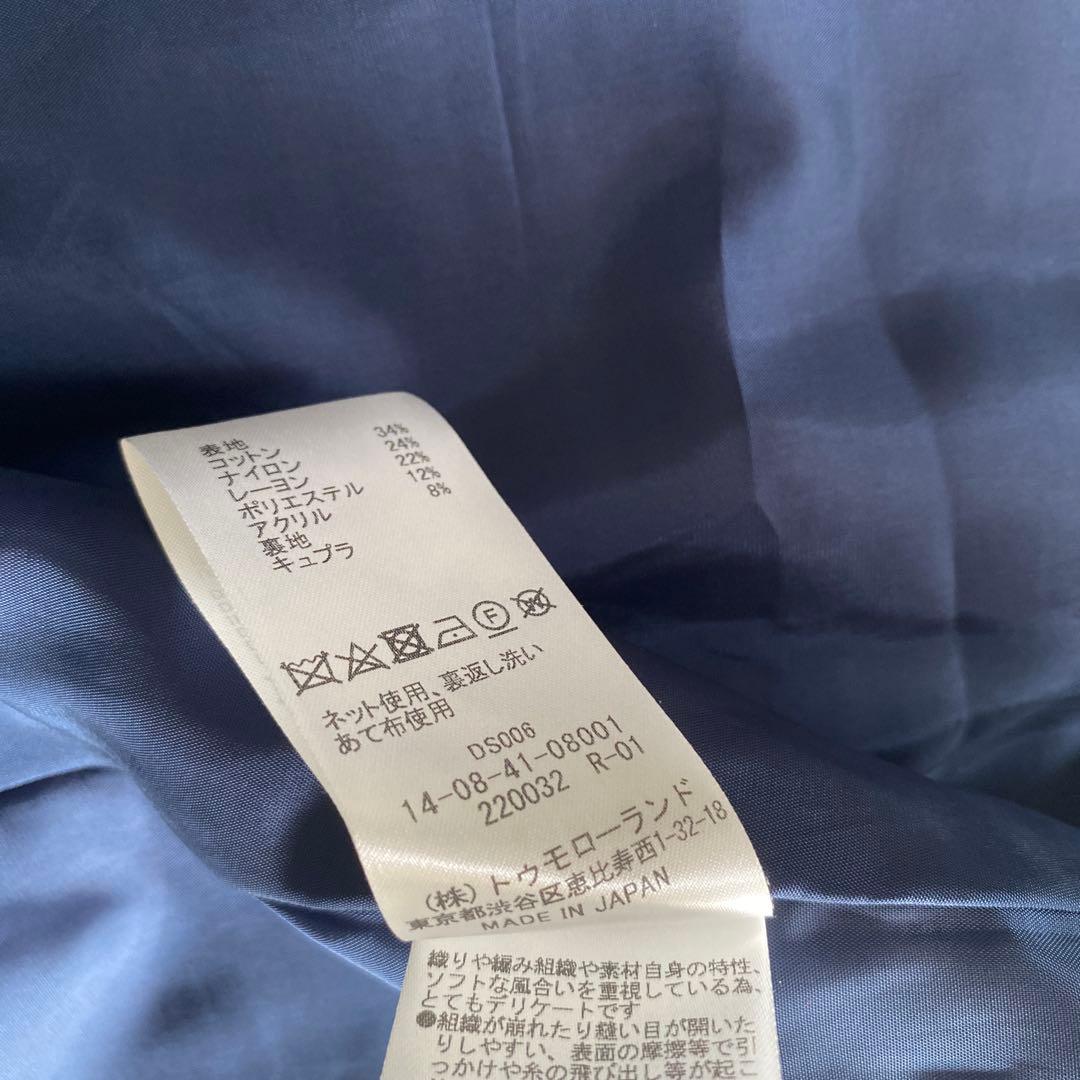 表地
コットン 34%
ナイロン 24%
レーヨン 22%
ポリエステル 12%
アクリル 8%
裏地
キュプラ
F
ネット使用、裏返し洗い
あて布使用
DS006
14-08-41-08001
220032 R-01
(株)トゥモローランド
東京都渋谷区恵比寿西1-32-18
MADE IN JAPAN
織りや編み組織や素材自身の特性、
ソフトな風合いを重視している為、
とてもデリケートです
●組織が崩れたり縫い目が開いた
りしやすい、表面の摩擦等で引
っかけや糸の飛び出し等が起こ